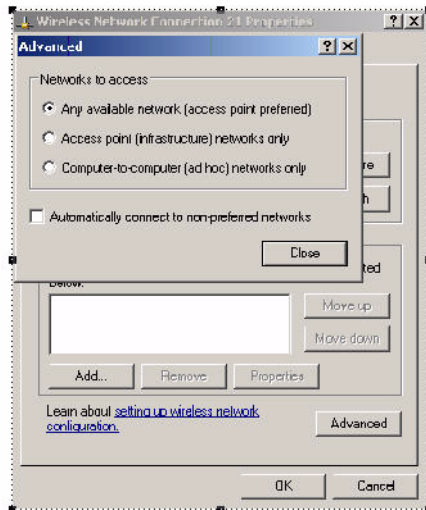 Wireless Network Connection 21 Properties
Advanced
Networks to access
Any available network (access point preferred)
Access point (infrastructure) networks only
Computer-to-computer (ad hoc) networks only
Automatically connect to non-preferred networks
Close
re
h
ted
below:
Move up
Move down
Add...
Remove
Properties
Learn about setting up wireless network
configuration.
Advanced
OK
Cancel